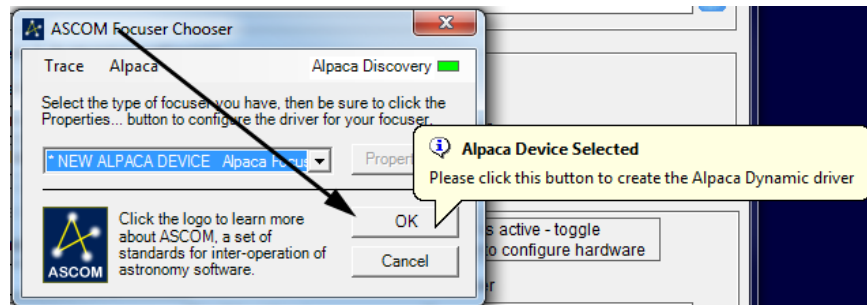 ASCOM Focuser Chooser
Trace Alpaca Alpaca Discovery
Select the type of focuser you have, then be sure to click the
Properties... button to configure the driver for your focuser.
* NEW ALPACA DEVICE Alpaca Focus
Propert
Alpaca Device Selected
Please click this button to create the Alpaca Dynamic driver
Click the logo to learn more
about ASCOM, a set of
standards for inter-operation of
astronomy software.
ASCOM
OK
Cancel
s active - toggle
to configure hardware